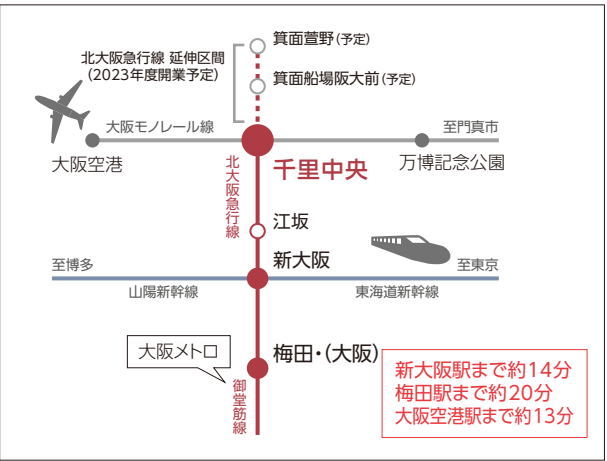 箕面萱野(予定)
北大阪急行線 延伸区間
(2023年度開業予定)
箕面船場阪大前(予定)
大阪モノレール線
至門真市
大阪空港
千里中央
万博記念公園
北大阪急行線
江坂
新大阪
至博多
至東京
山陽新幹線
東海道新幹線
大阪メトロ
梅田・(大阪)
御堂筋線
新大阪駅まで約14分
梅田駅まで約20分
大阪空港駅まで約13分